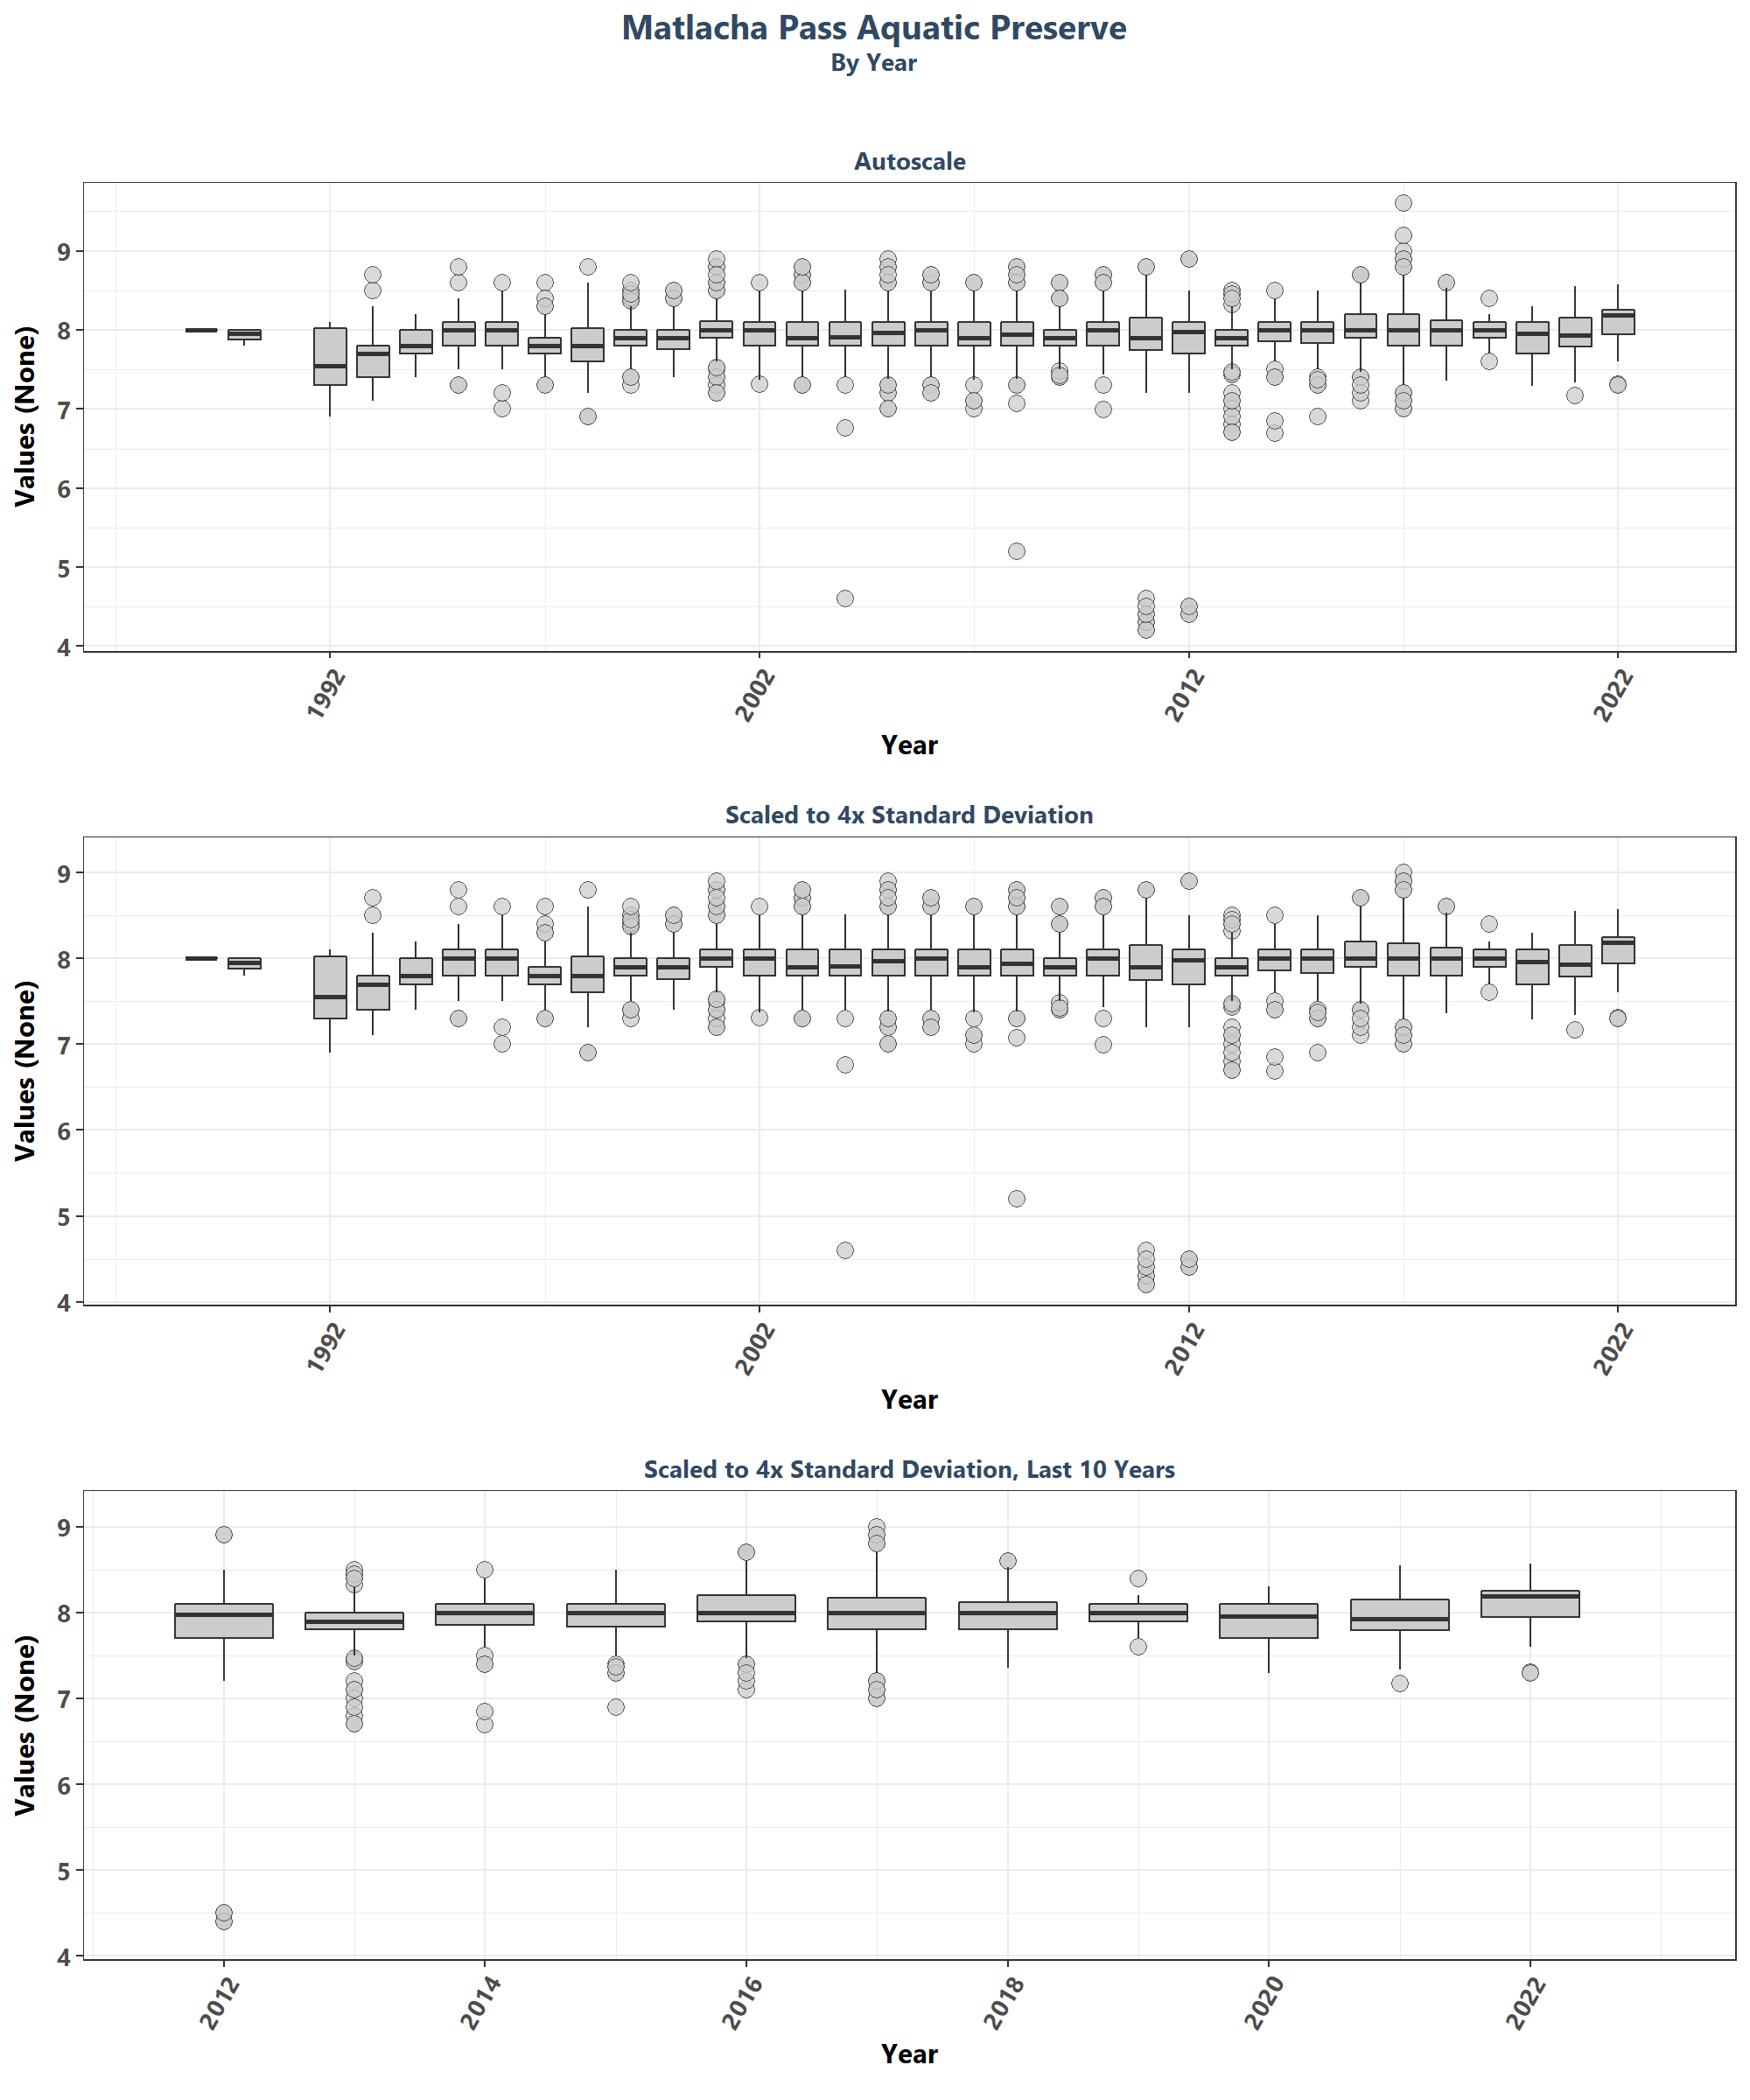 Matlacha Pass Aquatic Preserve
By Year
Autoscale
Values (None)
9
8
7
6
5
4
1992 2002 2012 2022
Year
Scaled to 4x Standard Deviation
Values (None)
9
8
7
6
5
4
1992 2002 2012 2022
Year
Scaled to 4x Standard Deviation, Last 10 Years
Values (None)
9
8
7
6
5
4
2012 2014 2016 2018 2020 2022
Year